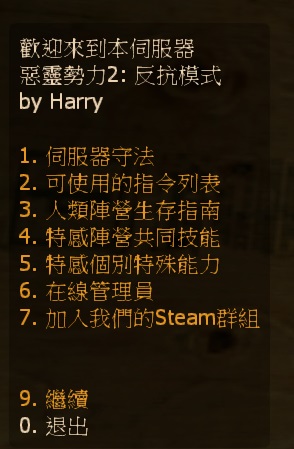 歡迎來到本伺服器
惡靈勢力2: 反抗模式
by Harry
1. 伺服器守法
2. 可使用的指令列表
3. 人類陣營生存指南
4. 特感陣營共同技能
5. 特感個別特殊能力
6. 在線管理員
7. 加入我們的Steam群組
9. 繼續
0. 退出